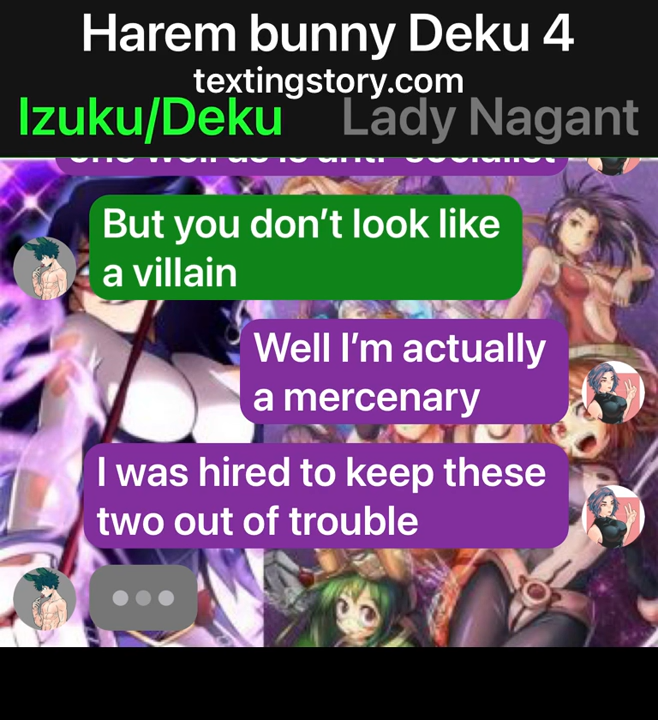 Harem bunny Deku 4
textingstory.com
Izuku/Deku Lady Nagant
But you don’t look like
a villain
Well I’m actually
a mercenary
I was hired to keep these
two out of trouble